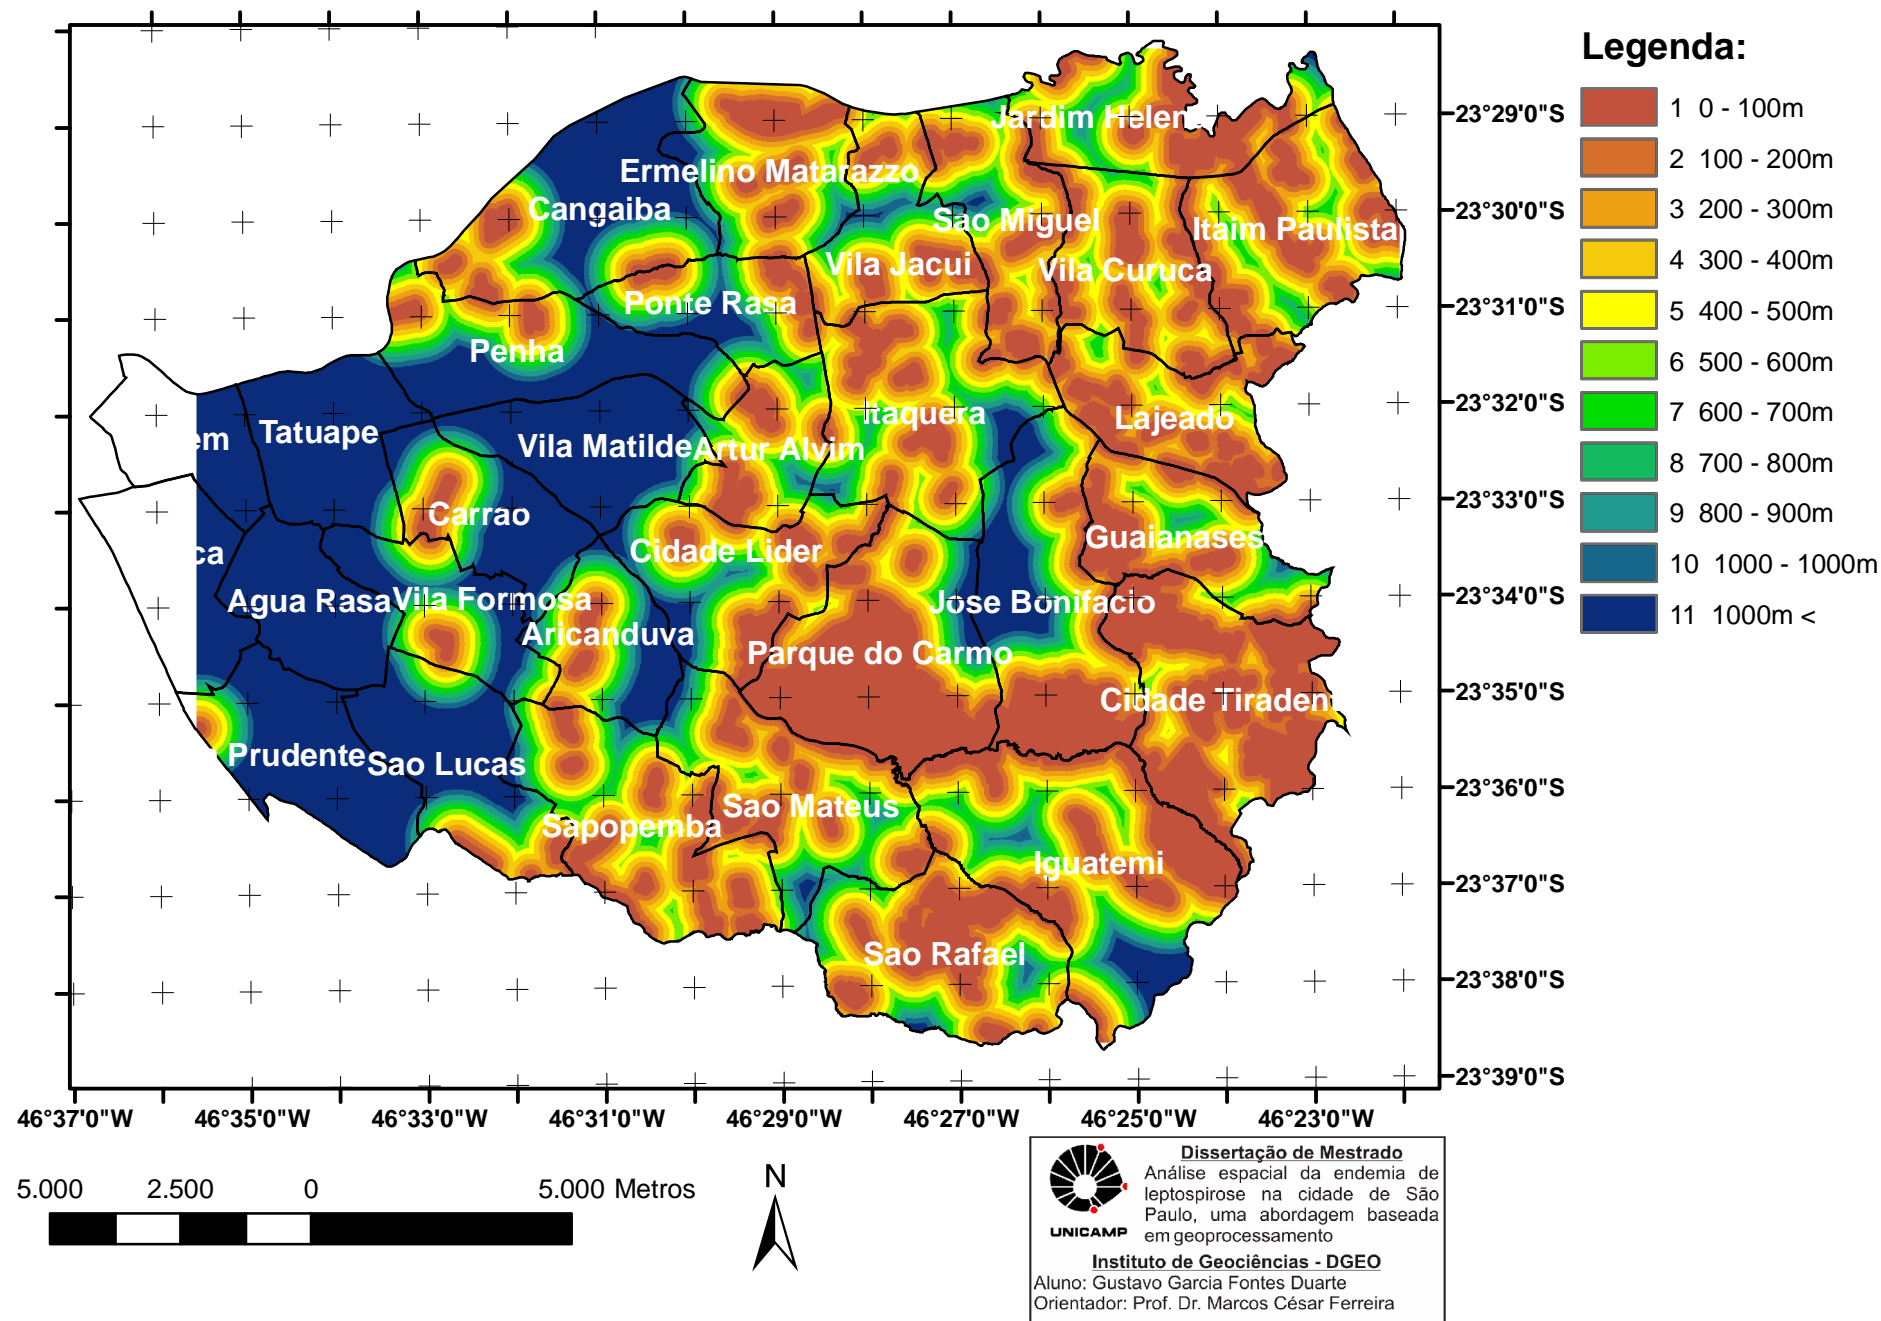 Legenda:
1 0 - 100m
2 100 - 200m
3 200 - 300m
4 300 - 400m
5 400 - 500m
6 500 - 600m
7 600 - 700m
8 700 - 800m
9 800 - 900m
10 1000 - 1000m
11 1000m <
Jardim Helen
Ermelino Matarazzo
Cangaiba
Sao Miguel
Itaim Paulista
Vila Jacui
Vila Curuca
Ponte Rasa
Penha
Itaquera
Lajeado
em
Tatuape
Vila Matilde
Artur Alvim
Carrao
Guaianases
ca
Cidade Lider
Agua Rasa
Vila Formosa
Jose Bonifacio
Aricanduva
Parque do Carmo
Cidade Tiraden
Prudente
Sao Lucas
Sao Mateus
Sapopemba
Iguatemi
Sao Rafael
23°29'0"S
23°30'0"S
23°31'0"S
23°32'0"S
23°33'0"S
23°34'0"S
23°35'0"S
23°36'0"S
23°37'0"S
23°38'0"S
23°39'0"S
46°37'0"W 46°35'0"W 46°33'0"W 46°31'0"W 46°29'0"W 46°27'0"W 46°25'0"W 46°23'0"W
5.000 2.500 0 5.000 Metros
N
UNICAMP
Dissertação de Mestrado
Análise espacial da endemia de
leptospirose na cidade de São
Paulo, uma abordagem baseada
em geoprocessamento
Instituto de Geociências - DGEO
Aluno: Gustavo Garcia Fontes Duarte
Orientador: Prof. Dr. Marcos César Ferreira